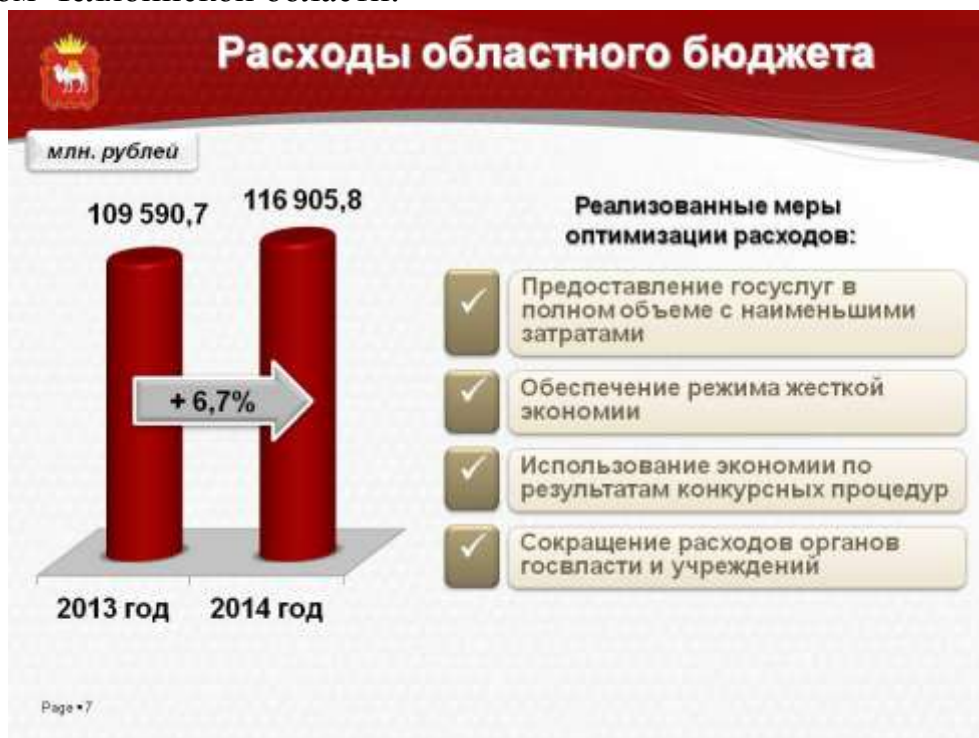 Челябинской области.
Расходы областного бюджета
млн. рублей
109 590,7
116 905,8
+ 6,7%
2013 год
2014 год
Реализованные меры
оптимизации расходов:
Предоставление госуслуг в
полном объеме с наименьшими
затратами
Обеспечение режима жесткой
экономии
Использование экономии по
результатам конкурсных процедур
Сокращение расходов органов
госвласти и учреждений
Page ▪ 7